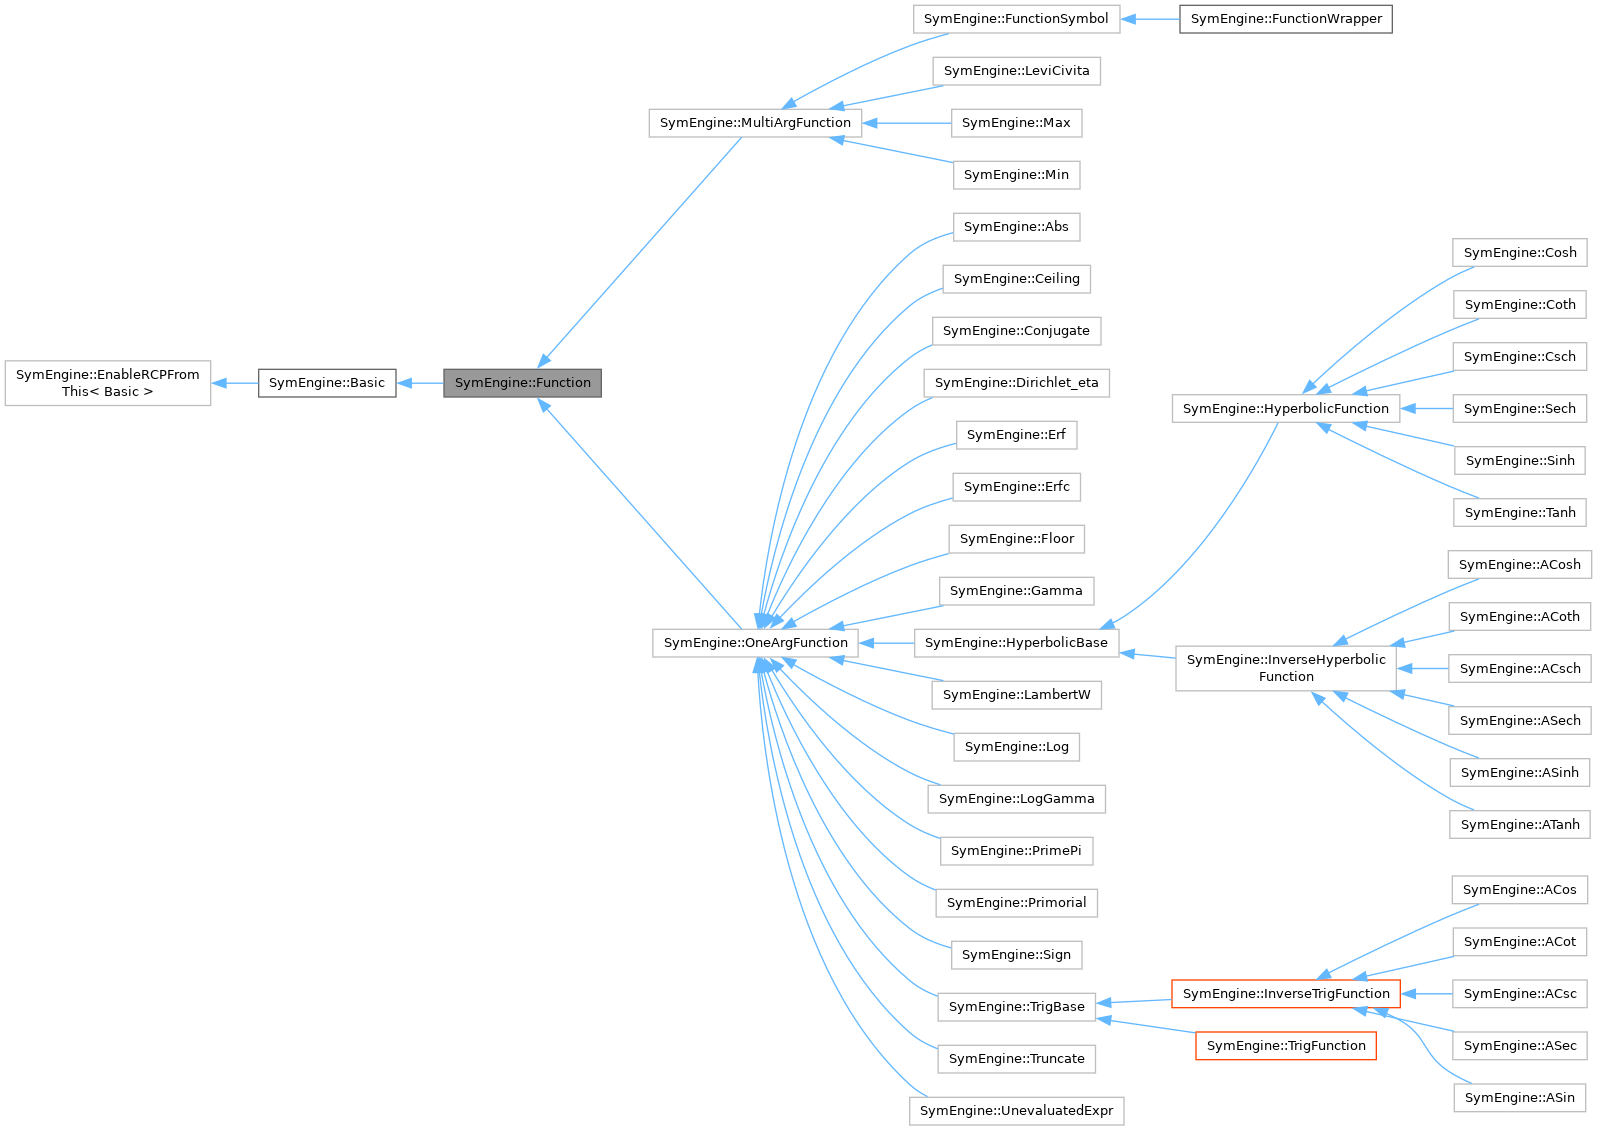 SymEngine::EnableRCPFrom
This< Basic >
SymEngine::Basic
SymEngine::Function
SymEngine::MultiArgFunction
SymEngine::OneArgFunction
SymEngine::FunctionSymbol
SymEngine::LeviCivita
SymEngine::Max
SymEngine::Min
SymEngine::Abs
SymEngine::Ceiling
SymEngine::Conjugate
SymEngine::Dirichlet_eta
SymEngine::Erf
SymEngine::Erfc
SymEngine::Floor
SymEngine::Gamma
SymEngine::HyperbolicBase
SymEngine::LambertW
SymEngine::Log
SymEngine::LogGamma
SymEngine::PrimePi
SymEngine::Primorial
SymEngine::Sign
SymEngine::TrigBase
SymEngine::Truncate
SymEngine::UnevaluatedExpr
SymEngine::FunctionWrapper
SymEngine::HyperbolicFunction
SymEngine::InverseHyperbolic
Function
SymEngine::InverseTrigFunction
SymEngine::TrigFunction
SymEngine::Cosh
SymEngine::Coth
SymEngine::Csch
SymEngine::Sech
SymEngine::Sinh
SymEngine::Tanh
SymEngine::ACosh
SymEngine::ACoth
SymEngine::ACsch
SymEngine::ASech
SymEngine::ASinh
SymEngine::ATanh
SymEngine::ACos
SymEngine::ACot
SymEngine::ACsc
SymEngine::ASec
SymEngine::ASin